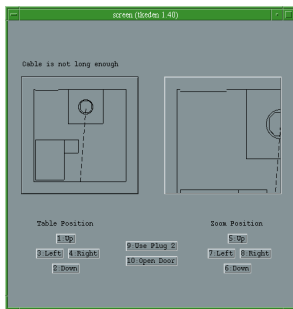 screen (tkeden 1.40)
Cable is not long enough
Table Position
Zoom Position
1 Up
5 Up
9 Use Plug 2
3 Left 4 Right
7 Left 8 Right
10 Open Door
2 Down
6 Down